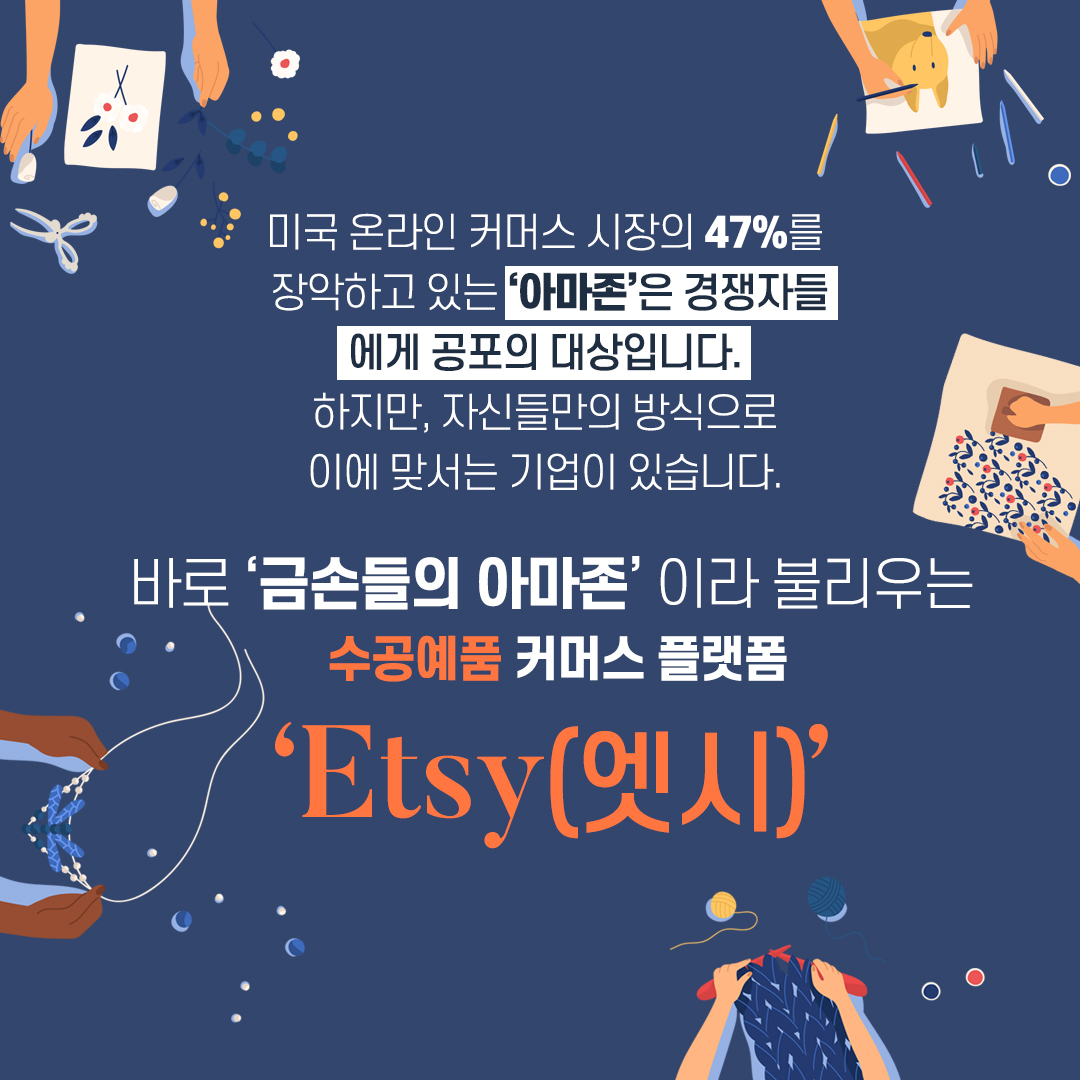 미국 온라인 커머스 시장의 47%를
장악하고 있는 ‘아마존’은 경쟁자들
에게 공포의 대상입니다.
하지만, 자신들만의 방식으로
이에 맞서는 기업이 있습니다.
바로 ‘금손들의 아마존’ 이라 불리우는
수공예품 커머스 플랫폼
‘Etsy(엣시)’